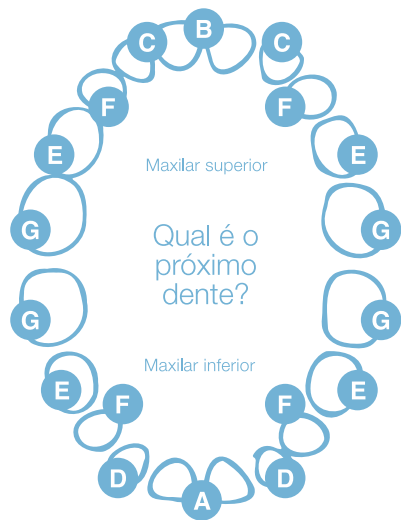 C B C
F F
E E
Maxilar superior
G G
Qual é o
próximo
dente?
G G
Maxilar inferior
E E
F F
D D
A